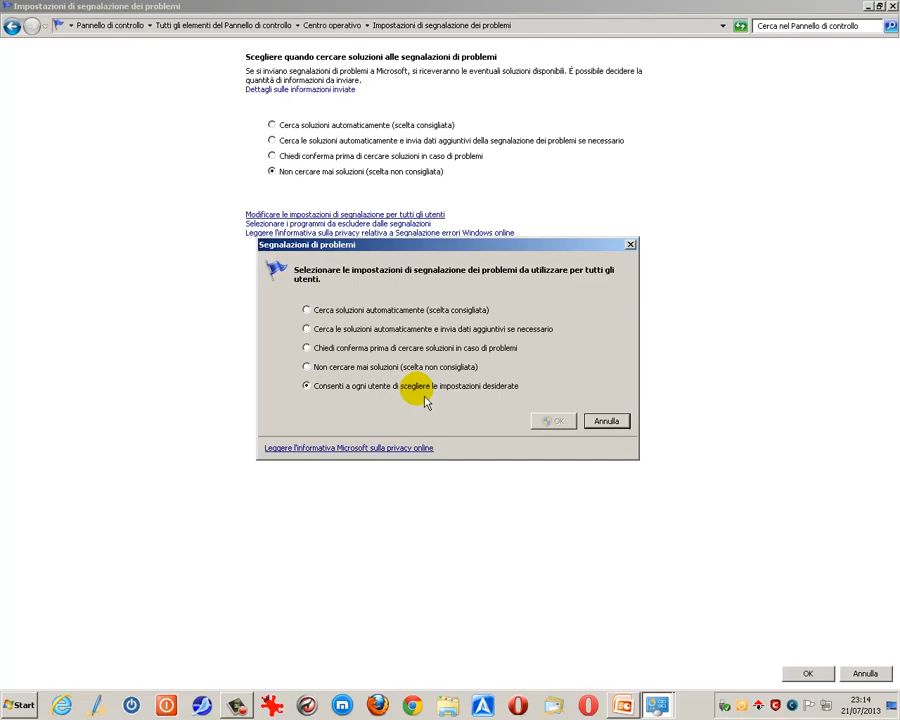 Impostazioni di segnalazione dei problemi
Pannello di controllo
Tutti gli elementi del Pannello di controllo
Centro operativo
Impostazioni di segnalazione dei problemi
Cerca nel Pannello di controllo
Scegliere quando cercare soluzioni alle segnalazioni di problemi
Se si inviano segnalazioni di problemi a Microsoft, si riceveranno le eventuali soluzioni disponibili. È possibile decidere la
quantità di informazioni da inviare.
Dettagli sulle informazioni inviate
Cerca soluzioni automaticamente (scelta consigliata)
Cerca le soluzioni automaticamente e invia dati aggiuntivi della segnalazione dei problemi se necessario
Chiedi conferma prima di cercare soluzioni in caso di problemi
Non cercare mai soluzioni (scelta non consigliata)
Modificare le impostazioni di segnalazione per tutti gli utenti
Selezionare i programmi da escludere dalle segnalazioni
Leggere l'informativa sulla privacy relativa a Segnalazione errori Windows online
Segnalazioni di problemi
Selezionare le impostazioni di segnalazione dei problemi da utilizzare per tutti gli
utenti.
Cerca soluzioni automaticamente (scelta consigliata)
Cerca le soluzioni automaticamente e invia dati aggiuntivi se necessario
Chiedi conferma prima di cercare soluzioni in caso di problemi
Non cercare mai soluzioni (scelta non consigliata)
Consenti a ogni utente di scegliere le impostazioni desiderate
OK
Annulla
Leggere l'informativa Microsoft sulla privacy online
OK
Annulla
Start
23:14
21/07/2013